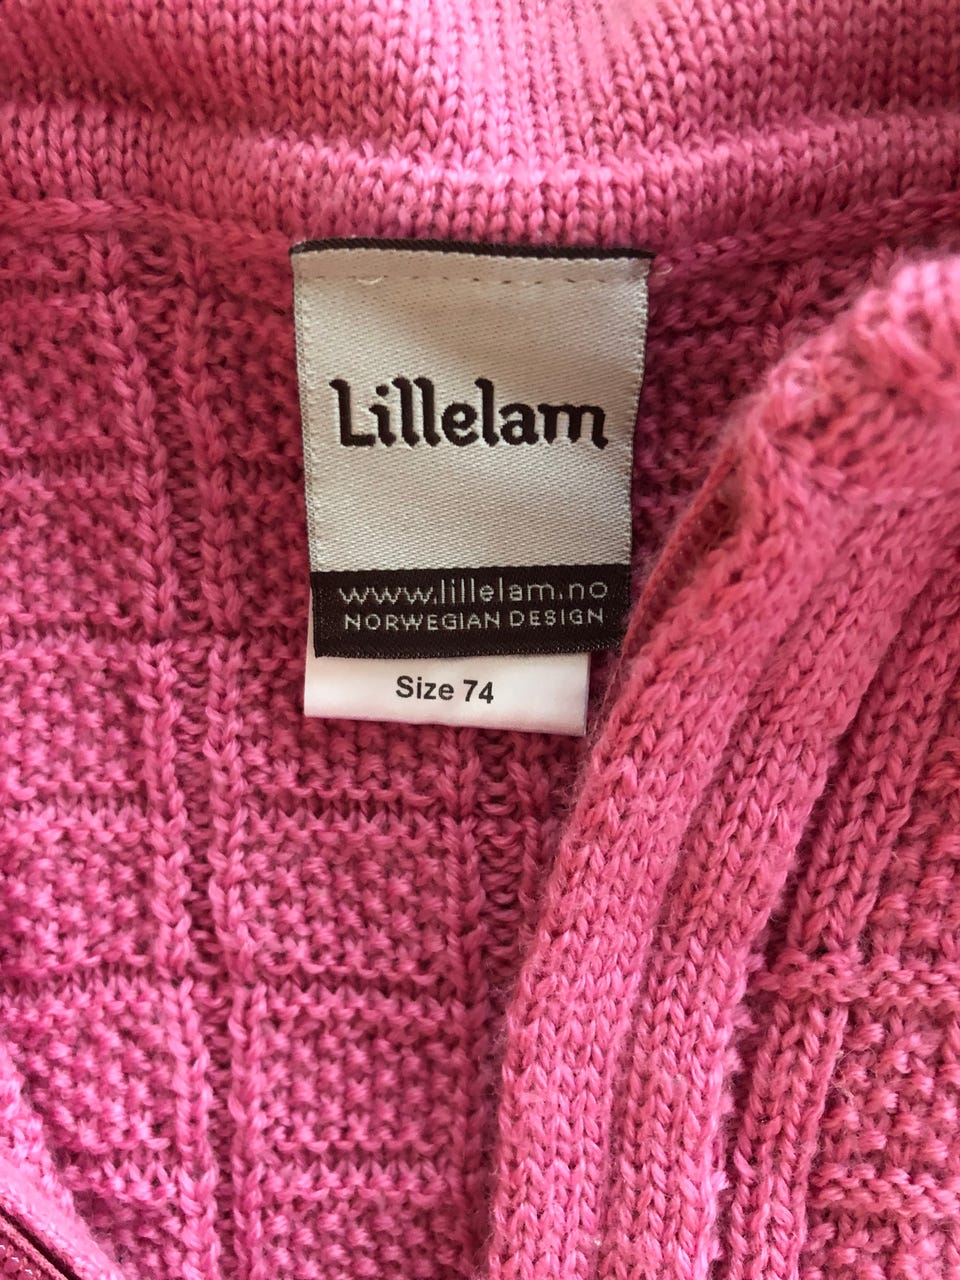 Lillelam
www.lillelam.no
NORWEGIAN DESIGN
Size 74